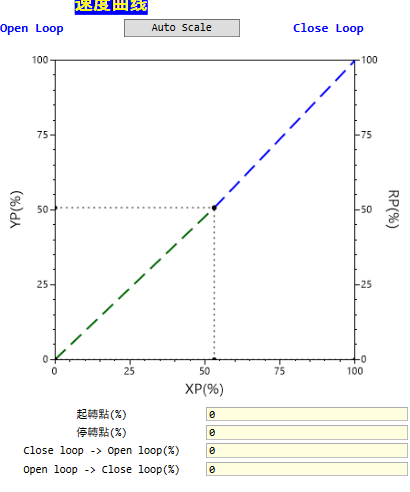 速度曲线
Open Loop
Auto Scale
Close Loop
100
100
75
75
50
50
YP(%)
RP(%)
25
25
0
0
0
25
50
75
100
XP(%)
起轉點(%)
0
停轉點(%)
0
Close loop -> Open loop(%)
0
Open loop -> Close loop(%)
0